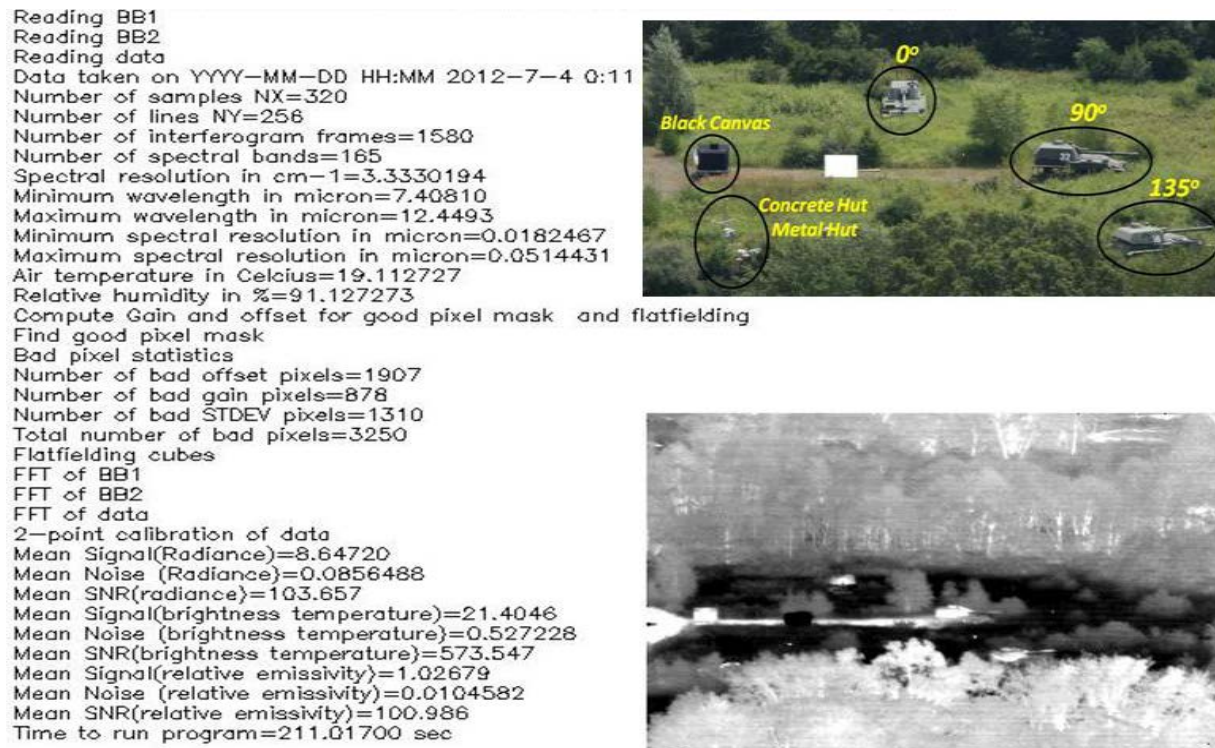 Reading BB1
Reading BB2
Reading data
Data taken on YYYY-MM-DD HH:MM 2012-7-4 0:11
Number of samples NX=320
Number of lines NY=256
Number of interferogram frames=1580
Number of spectral bands=165
Spectral resolution in cm-1=3.3330194
Minimum wavelength in micron=7.40810
Maximum wavelength in micron=12.4493
Minimum spectral resolution in micron=0.0182467
Maximum spectral resolution in micron=0.0514431
Air temperature in Celcius=19.112727
Relative humidity in %=91.127273
Compute Gain and offset for good pixel mask and flatfielding
Find good pixel mask
Bad pixel statistics
Number of bad offset pixels=1907
Number of bad gain pixels=878
Number of bad STDEV pixels=1310
Total number of bad pixels=3250
Flatfielding cubes
FFT of BB1
FFT of BB2
FFT of data
2-point calibration of data
Mean Signal(Radiance)=8.64720
Mean Noise (Radiance}=0.0856488
Mean SNR(radiance}=103.657
Mean Signal(brightness temperature)=21.4046
Mean Noise (brightness temperature}=0.527228
Mean SNR(brightness temperature}=573.547
Mean Signal(relative emissivity)=1.02679
Mean Noise (relative emissivity)=0.0104582
Mean SNR(relative emissivity)=100.986
Time to run program=211.01700 sec
0°
90°
Black Canvas
32
135°
Concrete Hut
Metal Hut